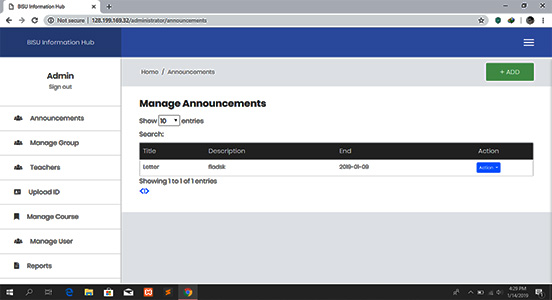 BISU Information Hub
Not secure | 128.199.169.32/administrator/announcements
BISU Information Hub
Admin
Sign out
Announcements
Manage Group
Teachers
Upload ID
Manage Course
Manage User
Reports
Home / Announcements
+ ADD
Manage Announcements
Show 10 entries
Search:
Title Description End Action
Letter fladsk 2019-01-09 Action
Showing 1 to 1 of 1 entries
1
4:29 PM
1/14/2019